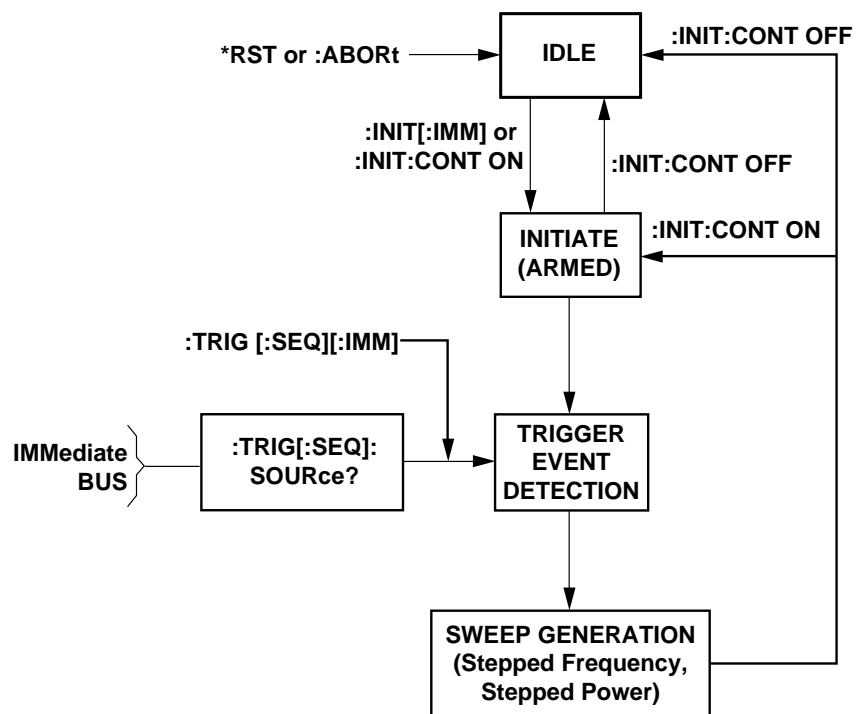 *RST or :ABORt
IDLE
:INIT:CONT OFF
:INIT[:IMM] or
:INIT:CONT ON
:INIT:CONT OFF
INITIATE
(ARMED)
:INIT:CONT ON
:TRIG [:SEQ][:IMM]
IMMediate
BUS
:TRIG[:SEQ]:
SOURce?
TRIGGER
EVENT
DETECTION
SWEEP GENERATION
(Stepped Frequency,
Stepped Power)